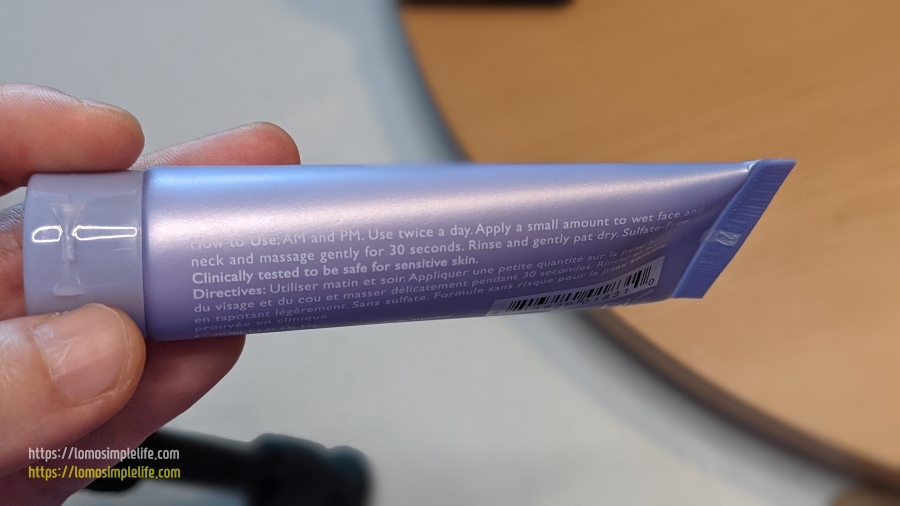 How to Use: AM and PM. Use twice a day. Apply a small amount to wet face and
neck and massage gently for 30 seconds. Rinse and gently pat dry. Sulfate-Free.
Clinically tested to be safe for sensitive skin.
Directives: Utiliser matin et soir. Appliquer une petite quantité sur la peau
du visage et du cou et masser délicatement pendant 30 secondes. Rincer
en tapotant légèrement. Sans sulfate. Formule sans risque pour la peau
prouvée en clinique.
https://lomosimplelife.com
https://lomosimplelife.com